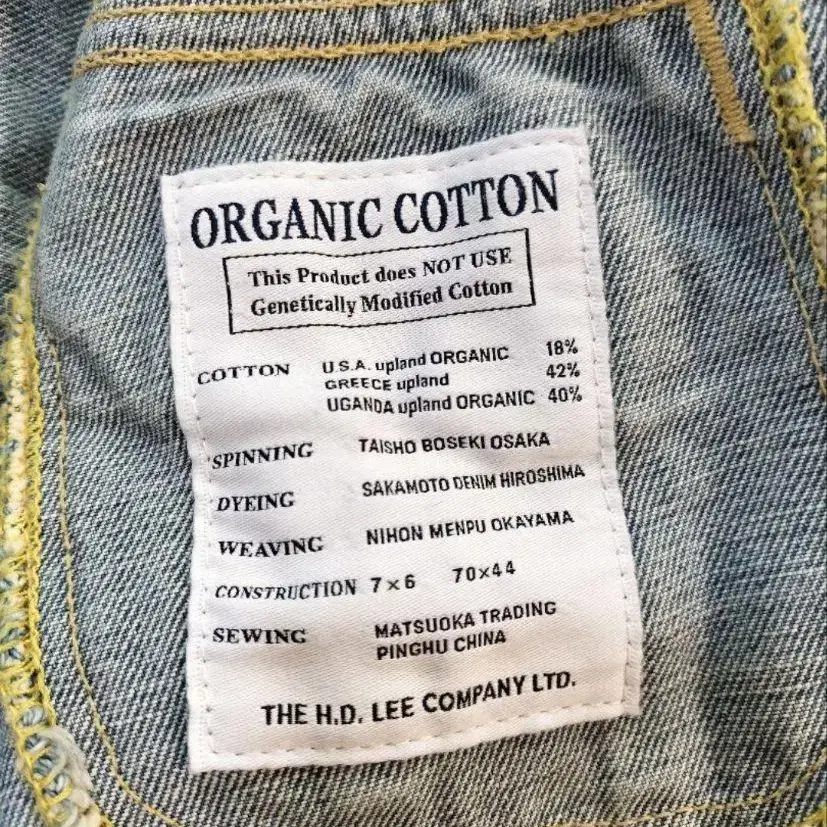 ORGANIC COTTON
This Product does NOT USE
Genetically Modified Cotton
COTTON U.S.A. upland ORGANIC 18%
GREECE upland 42%
UGANDA upland ORGANIC 40%
SPINNING TAISHO BOSEKI OSAKA
DYEING SAKAMOTO DENIM HIROSHIMA
WEAVING NIHON MENPU OKAYAMA
CONSTRUCTION 7×6 70×44
SEWING MATSUOKA TRADING
PINGHU CHINA
THE H.D. LEE COMPANY LTD.